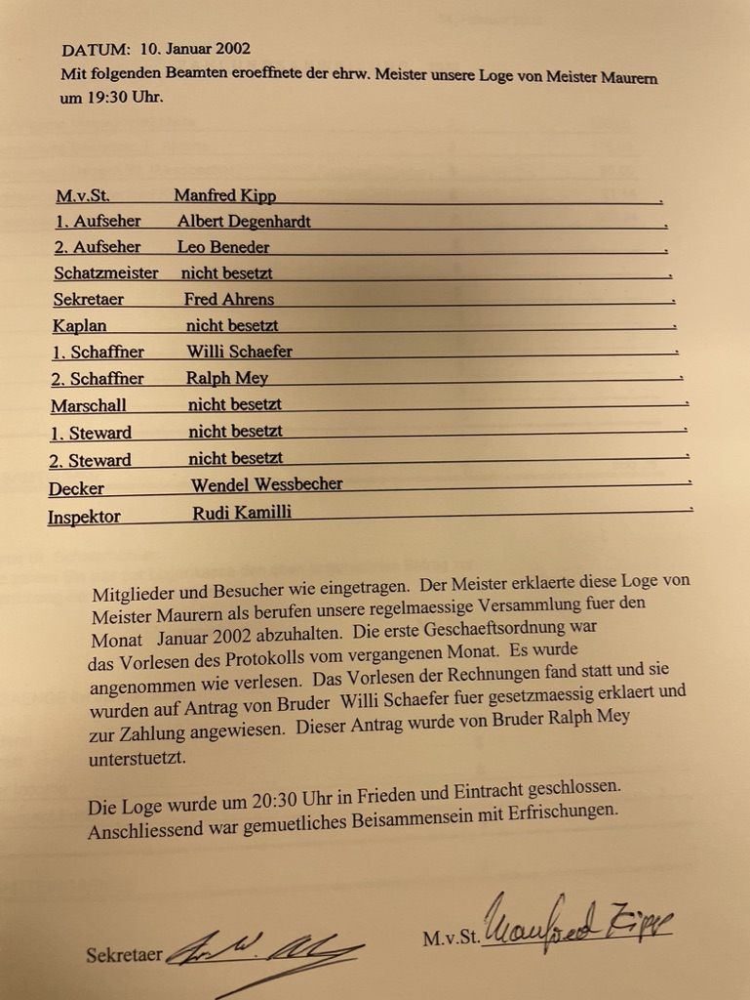 DATUM: 10. Januar 2002
Mit folgenden Beamten eroeffnete der ehrw. Meister unsere Loge von Meister Maurern
um 19:30 Uhr.
M.v.St. Manfred Kipp .
1. Aufseher Albert Degenhardt .
2. Aufseher Leo Beneder .
Schatzmeister nicht besetzt .
Sekretaer Fred Ahrens .
Kaplan nicht besetzt .
1. Schaffner Willi Schaefer .
2. Schaffner Ralph Mey .
Marschall nicht besetzt .
1. Steward nicht besetzt .
2. Steward nicht besetzt .
Decker Wendel Wessbecher .
Inspektor Rudi Kamilli .
Mitglieder und Besucher wie eingetragen. Der Meister erklaerte diese Loge von
Meister Maurern als berufen unsere regelmaessige Versammlung fuer den
Monat Januar 2002 abzuhalten. Die erste Geschaeftsordnung war
das Vorlesen des Protokolls vom vergangenen Monat. Es wurde
angenommen wie verlesen. Das Vorlesen der Rechnungen fand statt und sie
wurden auf Antrag von Bruder Willi Schaefer fuer gesetzmaessig erklaert und
zur Zahlung angewiesen. Dieser Antrag wurde von Bruder Ralph Mey
unterstuetzt.
Die Loge wurde um 20:30 Uhr in Frieden und Eintracht geschlossen.
Anschliessend war gemuetliches Beisammensein mit Erfrischungen.
Sekretaer
M.v.St. Manfred Kipp